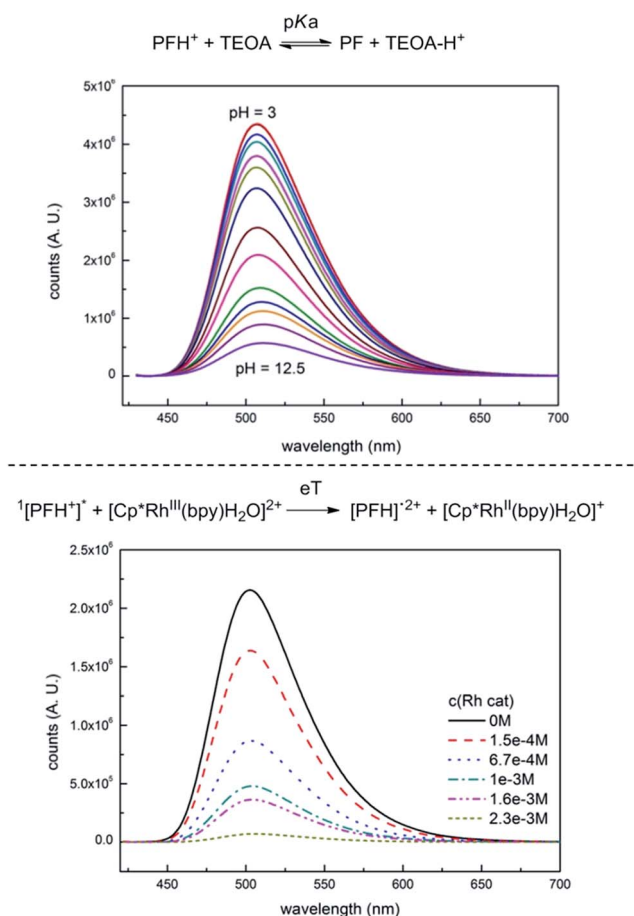 pKa
PFH⁺ + TEOA ⇌ PF + TEOA-H⁺
5x10⁶
4x10⁶
3x10⁶
2x10⁶
1x10⁶
0
counts (A. U.)
pH = 3
pH = 12.5
450 500 550 600 650 700
wavelength (nm)
eT
¹[PFH⁺]* + [Cp*Rhᴵᴵᴵ(bpy)H₂O]²⁺ → [PFH]˙²⁺ + [Cp*Rhᴵᴵ(bpy)H₂O]⁺
2.5x10⁶
2.0x10⁶
1.5x10⁶
1.0x10⁶
5.0x10⁵
0.0
counts (A. U.)
c(Rh cat)
0M
1.5e-4M
6.7e-4M
1e-3M
1.6e-3M
2.3e-3M
450 500 550 600 650 700
wavelength (nm)